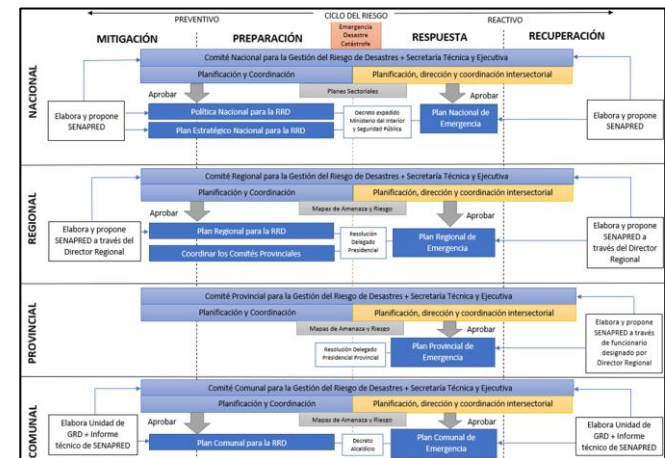 CICLO DEL RIESGO
PREVENTIVO
REACTIVO
MITIGACIÓN
PREPARACIÓN
Emergencia
Desastre
Catástrofe
RESPUESTA
RECUPERACIÓN
NACIONAL
Comité Nacional para la Gestión del Riesgo de Desastres + Secretaría Técnica y Ejecutiva
Planificación y Coordinación
Planificación, dirección y coordinación intersectorial
Aprobar
Planes Sectoriales
Aprobar
Elabora y propone
SENAPRED
Política Nacional para la RRD
Plan Estratégico Nacional para la RRD
Decreto expedido
Ministerio del Interior
y Seguridad Pública
Plan Nacional de
Emergencia
Elabora y propone
SENAPRED
REGIONAL
Comité Regional para la Gestión del Riesgo de Desastres + Secretaría Técnica y Ejecutiva
Planificación y Coordinación
Planificación, dirección y coordinación intersectorial
Aprobar
Mapas de Amenaza y Riesgo
Aprobar
Elabora y propone
SENAPRED a través del
Director Regional
Plan Regional para la RRD
Coordinar los Comités Provinciales
Resolución
Delegado
Presidencial
Plan Regional de
Emergencia
Elabora y propone
SENAPRED a
través del Director
Regional
PROVINCIAL
Comité Provincial para la Gestión del Riesgo de Desastres + Secretaría Técnica y Ejecutiva
Planificación y Coordinación
Planificación, dirección y coordinación intersectorial
Mapas de Amenaza y Riesgo
Aprobar
Resolución Delegado
Presidencial Provincial
Plan Provincial de
Emergencia
Elabora y propone
SENAPRED a través
de funcionario
designado por
Director Regional
COMUNAL
Comité Comunal para la Gestión del Riesgo de Desastres + Secretaría Técnica y Ejecutiva
Planificación y Coordinación
Planificación, dirección y coordinación intersectorial
Aprobar
Mapas de Amenaza y Riesgo
Aprobar
Elabora Unidad de
GRD + Informe
técnico de SENAPRED
Plan Comunal para la RRD
Decreto
Alcaldicio
Plan Comunal de
Emergencia
Elabora Unidad de
GRD + Informe
técnico de SENAPRED